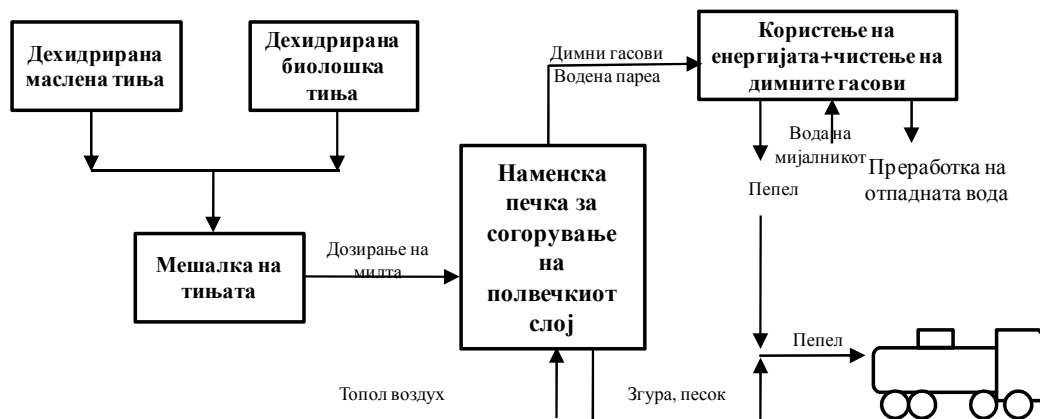 Дехидрирана
маслена тиња
Дехидрирана
биолошка
тиња
Димни гасови
Водена пареа
Користење на
енергијата+чистење на
димните гасови
Вода на
мијалникот
Пепел
Преработка на
отпадната вода
Наменска
печка за
согорување
на
полвечкиот
слој
Дозирање на
милта
Мешалка на
тињата
Пепел
Топол воздух
Згура, песок